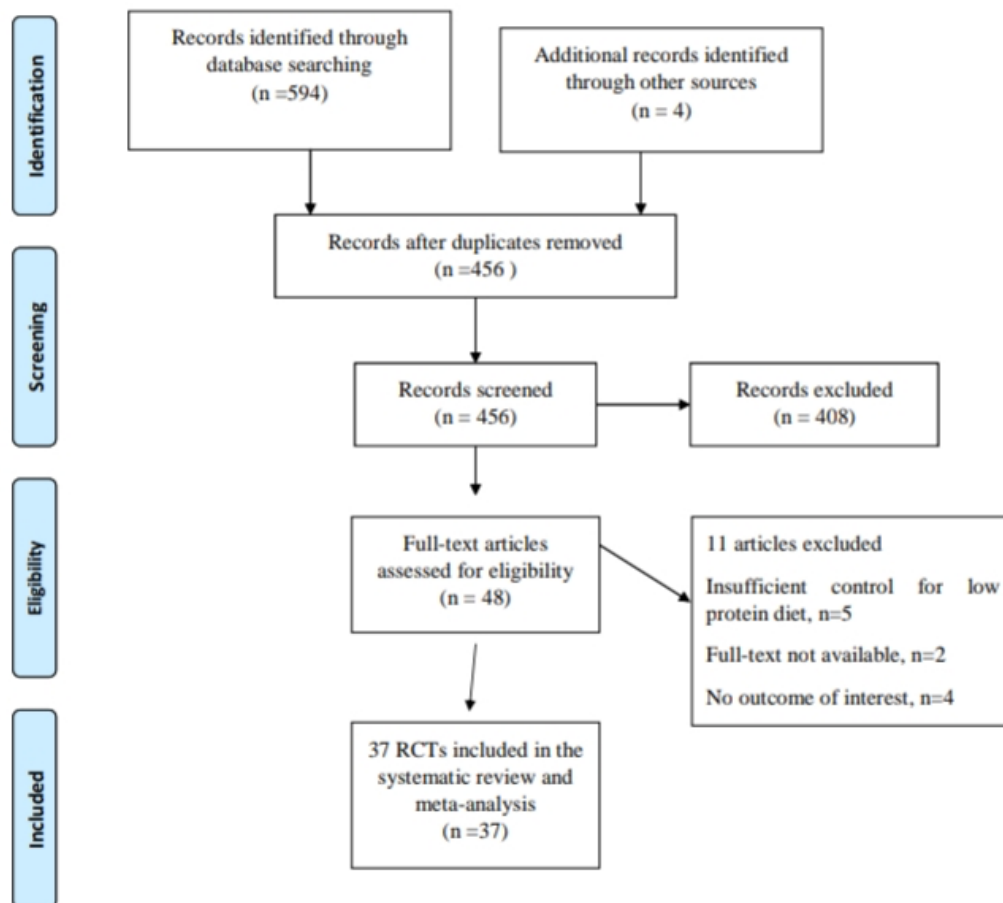 Identification
Records identified through
database searching
(n =594)
Additional records identified
through other sources
(n = 4)
Records after duplicates removed
(n =456 )
Screening
Records screened
(n = 456)
Records excluded
(n = 408)
Eligibility
Full-text articles
assessed for eligibility
(n = 48)
11 articles excluded
Insufficient control for low
protein diet, n=5
Full-text not available, n=2
No outcome of interest, n=4
Included
37 RCTs included in the
systematic review and
meta-analysis
(n =37)